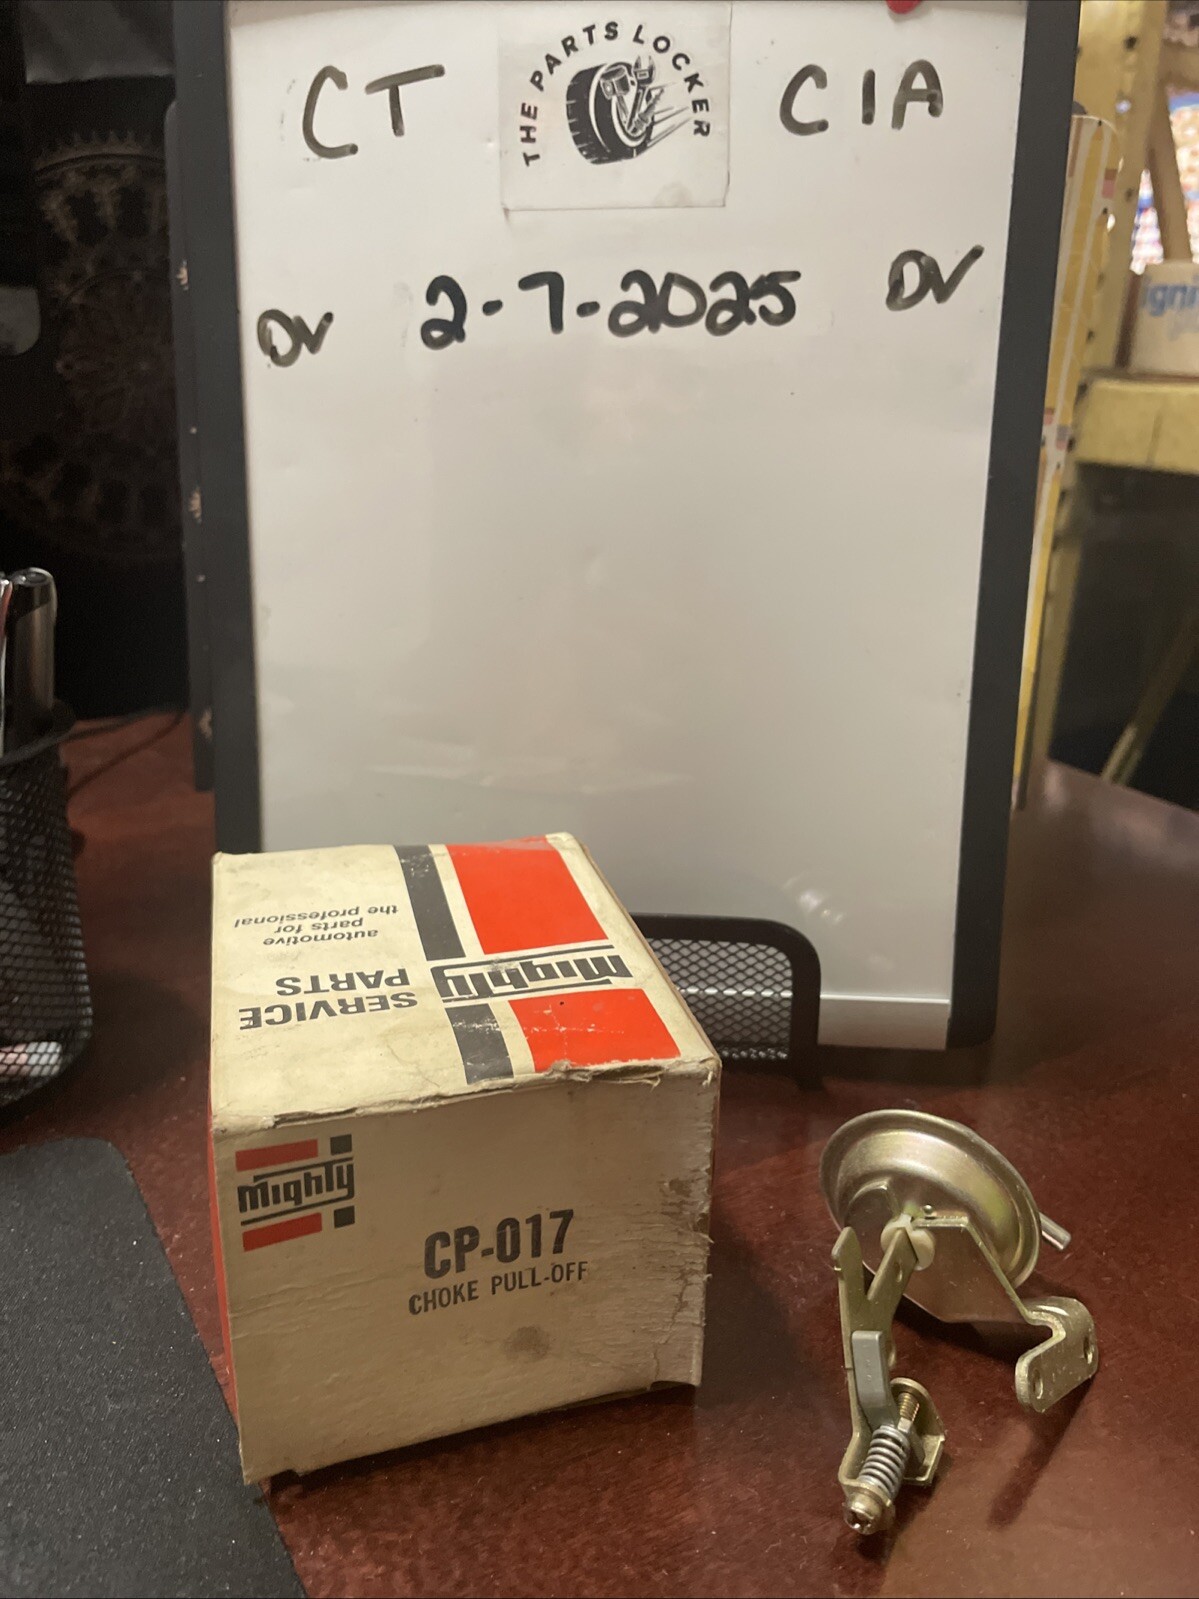 CT
THE PARTS LOCKER
CIA
DV
2-7-2025
DV
Mighty
SERVICE
PARTS
automotive
parts for
the professional
Mighty
CP-017
CHOKE PULL-OFF